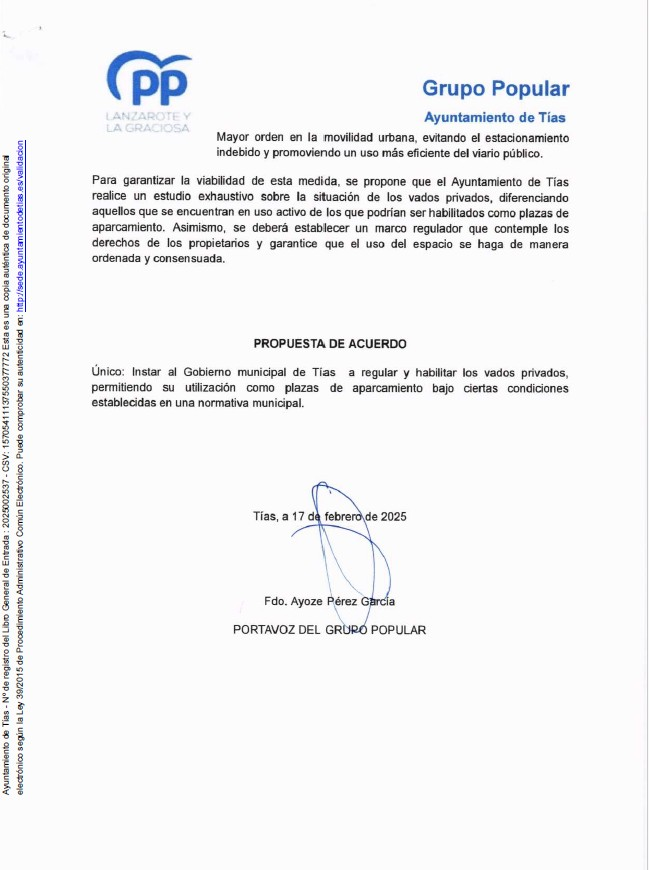 pp
LANZAROTE Y
LA GRACIOSA
Grupo Popular
Ayuntamiento de Tías
Mayor orden en la movilidad urbana, evitando el estacionamiento
indebido y promoviendo un uso más eficiente del viario público.
Para garantizar la viabilidad de esta medida, se propone que el Ayuntamiento de Tías
realice un estudio exhaustivo sobre la situación de los vados privados, diferenciando
aquellos que se encuentran en uso activo de los que podrían ser habilitados como plazas de
aparcamiento. Asimismo, se deberá establecer un marco regulador que contemple los
derechos de los propietarios y garantice que el uso del espacio se haga de manera
ordenada y consensuada.
PROPUESTA DE ACUERDO
Único: Instar al Gobierno municipal de Tías a regular y habilitar los vados privados,
permitiendo su utilización como plazas de aparcamiento bajo ciertas condiciones
establecidas en una normativa municipal.
Tías, a 17 de febrero de 2025
Fdo. Ayoze Pérez García
PORTAVOZ DEL GRUPO POPULAR
Ayuntamiento de Tías - Nº de registro del Libro General de Entrada : 2025002537 - CSV: 15705411137550377772 Esta es una copia auténtica de documento original
electrónico según la Ley 39/2015 de Procedimiento Administrativo Común Electrónico. Puede comprobar su autenticidad en: http://sede.ayuntamientodetias.es/validacion